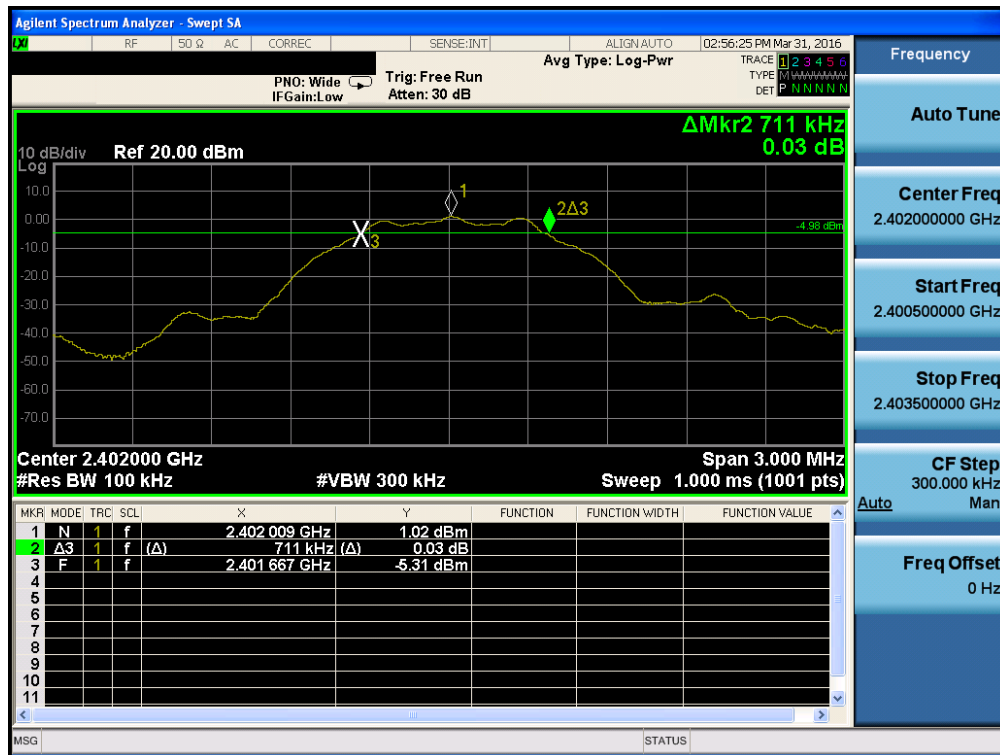 Agilent Spectrum Analyzer - Swept SA
LXI RF 50 Ω AC CORREC SENSE:INT ALIGN AUTO 02:56:25 PM Mar 31, 2016
Frequency
Avg Type: Log-Pwr
TRACE 1 2 3 4 5 6
PNO: Wide Trig: Free Run
TYPE M
IFGain:Low Atten: 30 dB
DET P N N N N N
Auto Tune
ΔMkr2 711 kHz
0.03 dB
10 dB/div Ref 20.00 dBm
Log
10.0
0.00
-10.0
-20.0
-30.0
-40.0
-50.0
-60.0
-70.0
1
2Δ3
3
-4.98 dBm
Center Freq
2.402000000 GHz
Start Freq
2.400500000 GHz
Stop Freq
2.403500000 GHz
Center 2.402000 GHz Span 3.000 MHz
#Res BW 100 kHz #VBW 300 kHz Sweep 1.000 ms (1001 pts)
CF Step
300.000 kHz
Auto Man
MKR MODE TRC SCL X Y FUNCTION FUNCTION WIDTH FUNCTION VALUE
1 N 1 f 2.402 009 GHz 1.02 dBm
2 Δ3 1 f (Δ) 711 kHz (Δ) 0.03 dB
3 F 1 f 2.401 667 GHz -5.31 dBm
4
5
6
7
8
9
10
11
Freq Offset
0 Hz
MSG STATUS